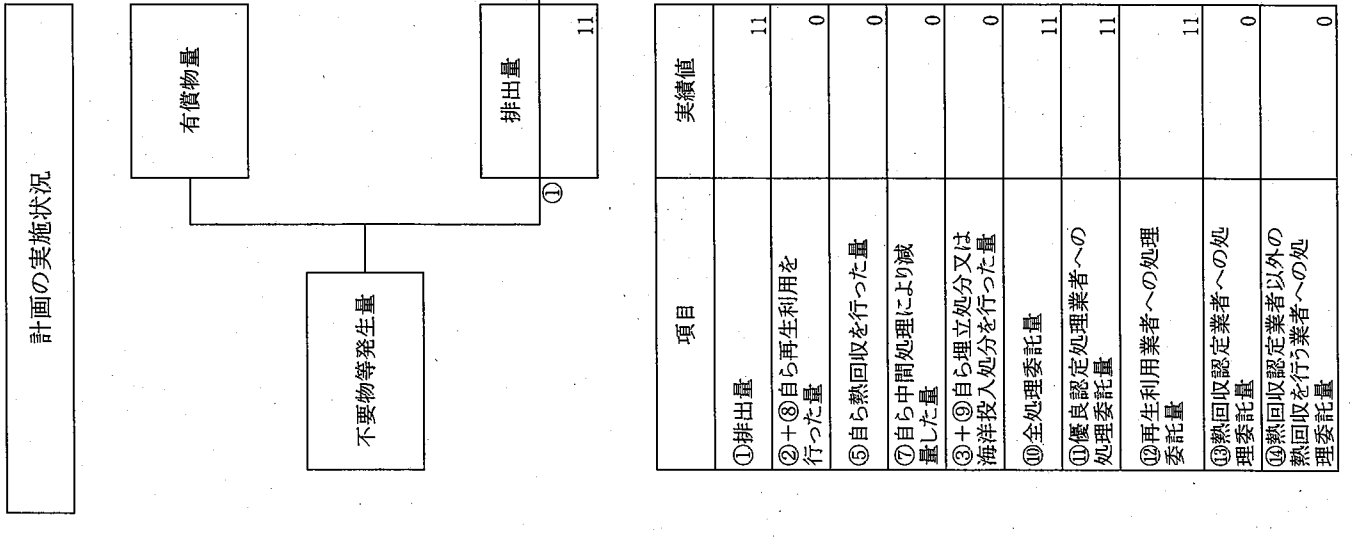 計画の実施状況
有償物量
不要物等発生量
①
排出量
11
項目
実績値
①排出量
11
②+⑧自ら再生利用を
行った量
0
⑤自ら熱回収を行った量
0
⑦自ら中間処理により減
量した量
0
③+⑨自ら埋立処分又は
海洋投入処分を行った量
0
⑩全処理委託量
11
⑪優良認定処理業者への
処理委託量
11
⑫再生利用業者への処理
委託量
11
⑬熱回収認定業者への処
理委託量
0
⑭熱回収認定業者以外の
熱回収を行う業者への処
理委託量
0